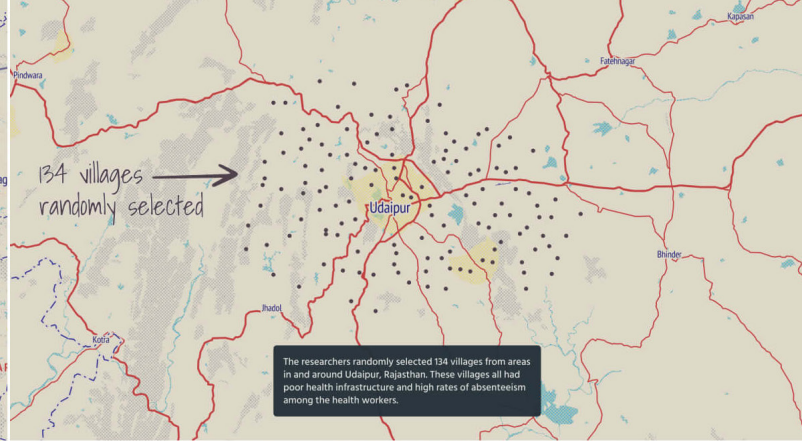 Kapasan
Fatehnagar
Pindwara
134 villages
randomly selected
Udaipur
Bhinder
Jhadol
Kotra
The researchers randomly selected 134 villages from areas
in and around Udaipur, Rajasthan. These villages all had
poor health infrastructure and high rates of absenteeism
among the health workers.